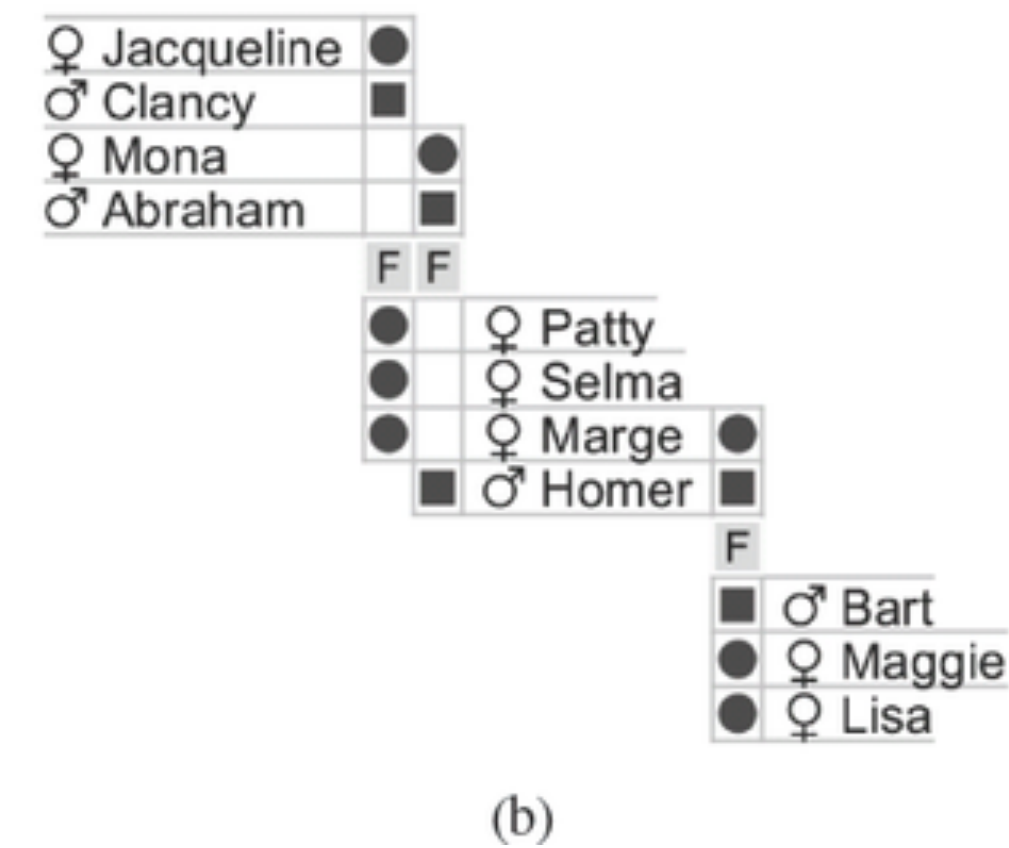 ♀ Jacqueline
♂ Clancy
♀ Mona
♂ Abraham
F F
♀ Patty
♀ Selma
♀ Marge
♂ Homer
F
♂ Bart
♀ Maggie
♀ Lisa
(b)